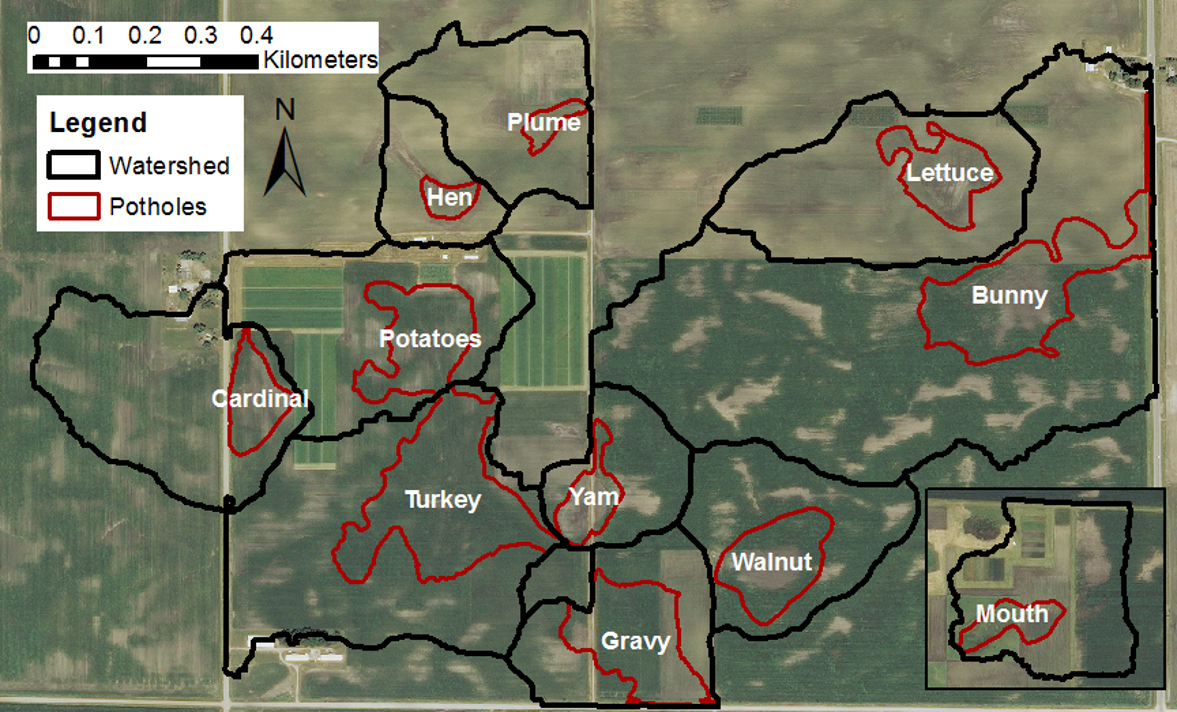 0 0.1 0.2 0.3 0.4
Kilometers
Legend
Watershed
Potholes
N
Plume
Hen
Lettuce
Bunny
Potatoes
Cardinal
Turkey
Yam
Walnut
Gravy
Mouth